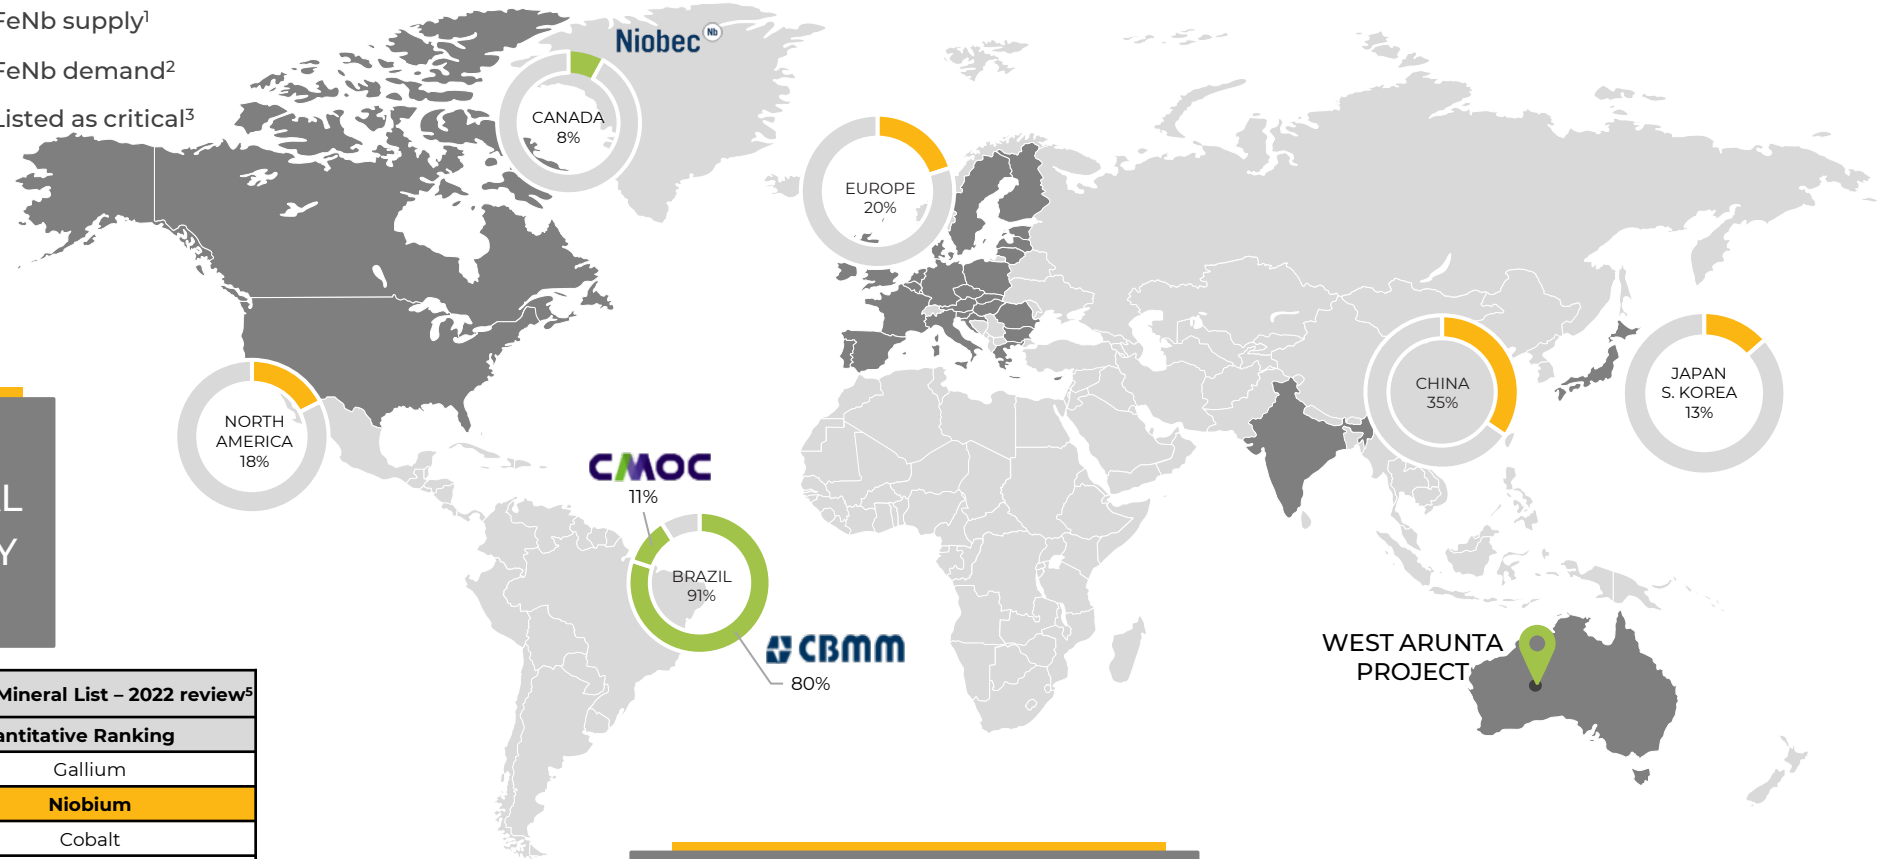 FeNb supply¹
FeNb demand²
Listed as critical³
Niobec Nb
CANADA
8%
EUROPE
20%
NORTH
AMERICA
18%
CHINA
35%
JAPAN
S. KOREA
13%
CMOC
11%
BRAZIL
91%
CBMM
80%
WEST ARUNTA
PROJECT
L
Y
Mineral List – 2022 review⁵
antitative Ranking
Gallium
Niobium
Cobalt